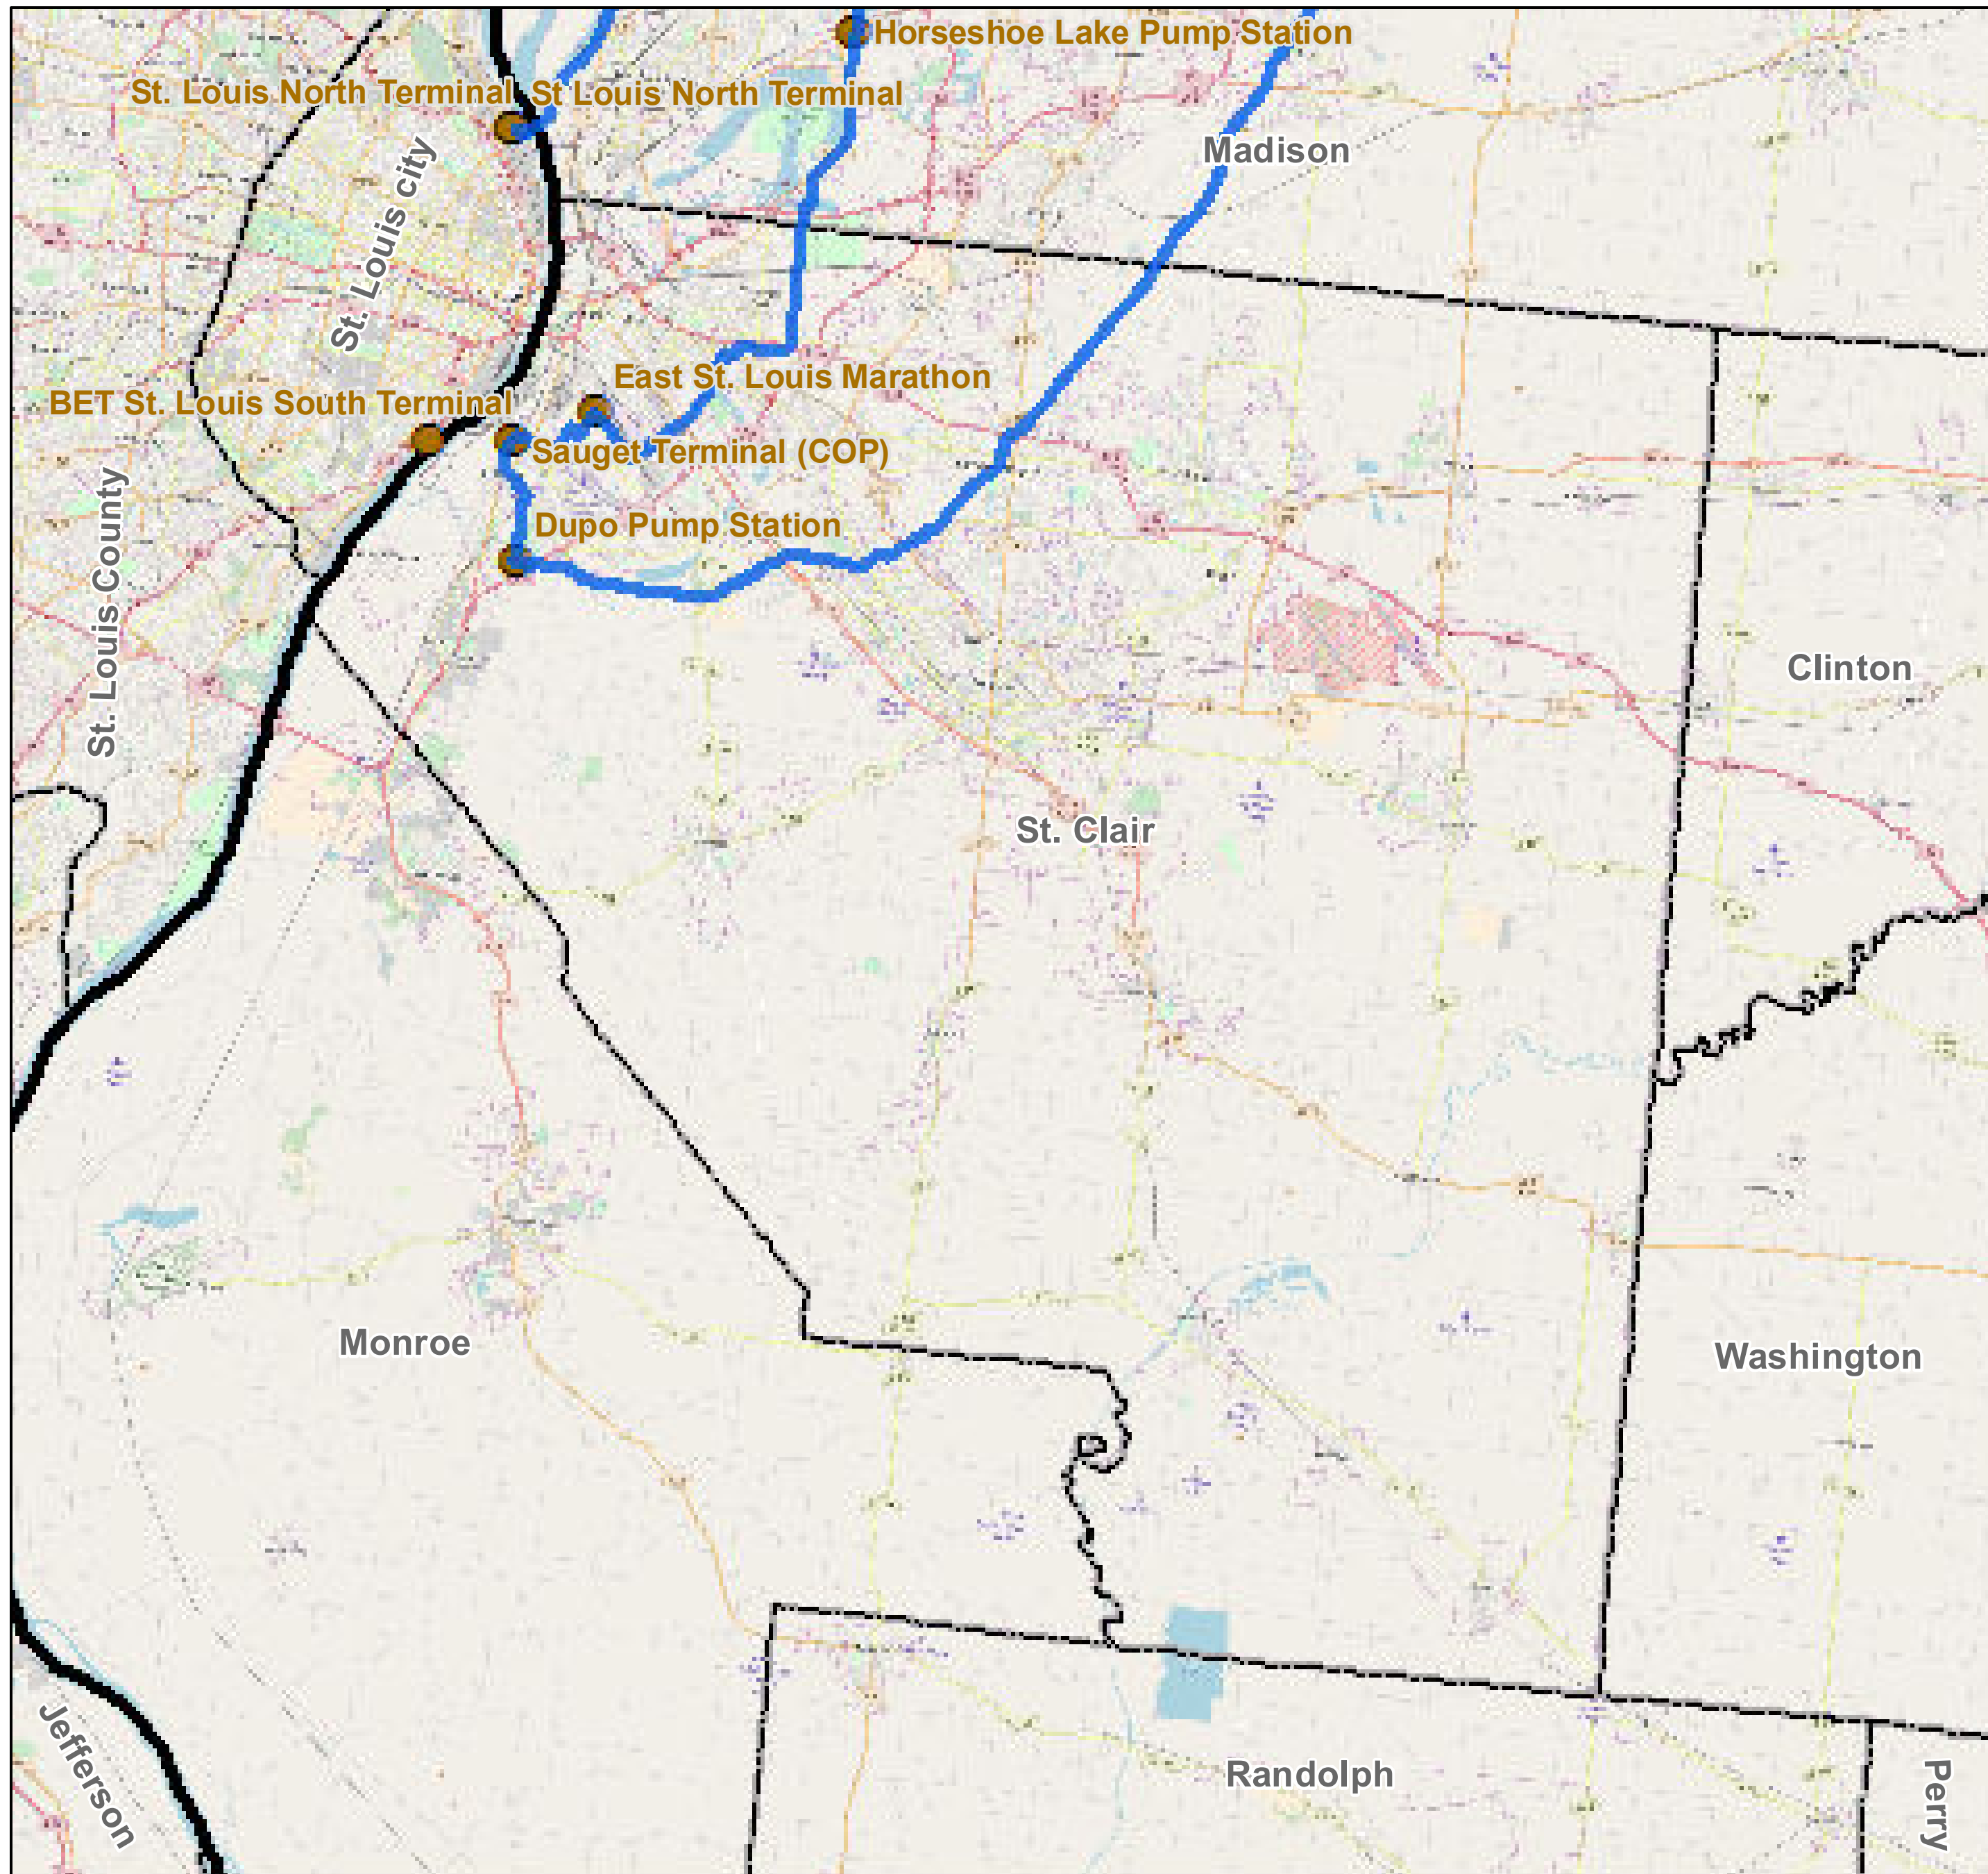 Horseshoe Lake Pump Station
St. Louis North Terminal
St Louis North Terminal
Madison
St. Louis city
East St. Louis Marathon
BET St. Louis South Terminal
Sauget Terminal (COP)
Dupo Pump Station
St. Louis County
Clinton
St. Clair
Monroe
Washington
Jefferson
Randolph
Perry